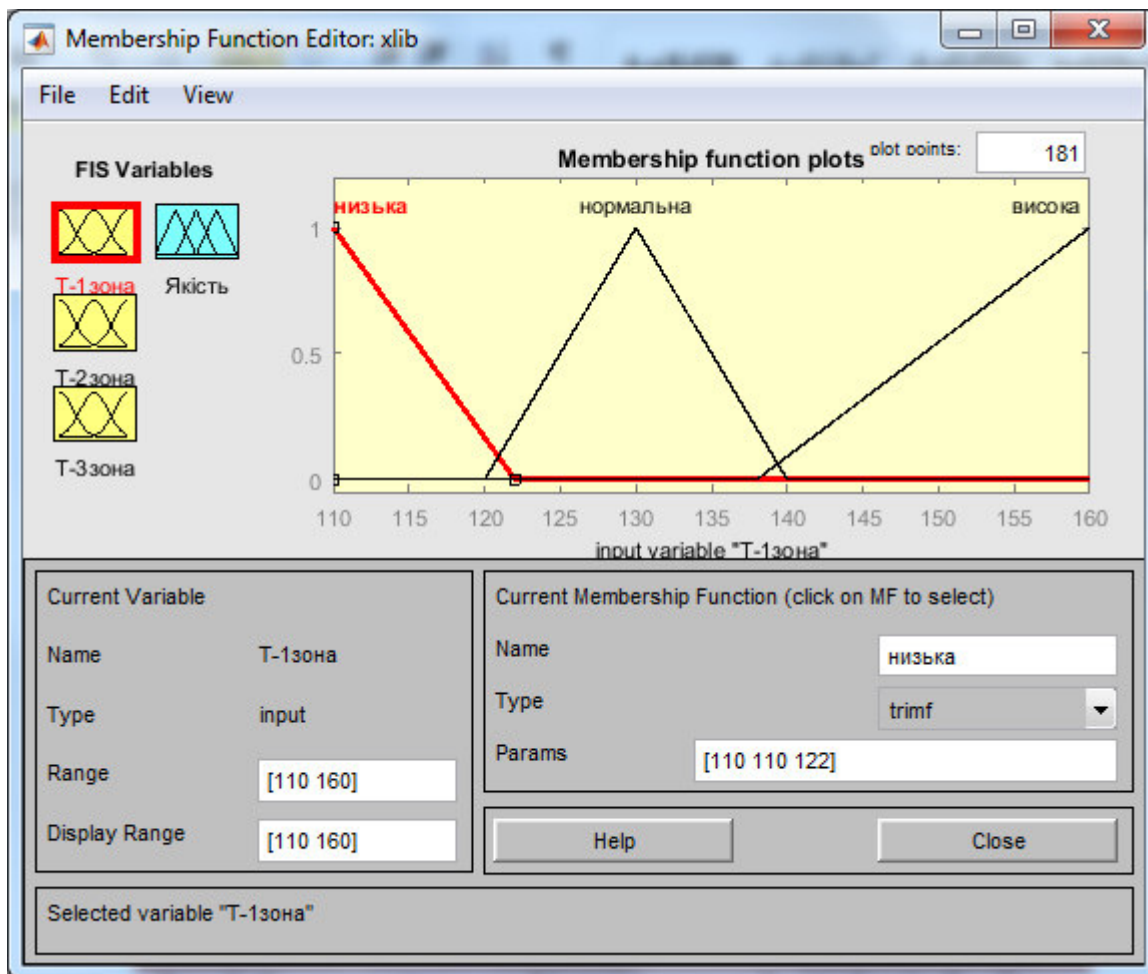 Membership Function Editor: xlib
File Edit View
FIS Variables
Membership function plots
plot points:
181
Т-1зона
Якість
Т-2зона
Т-3зона
низька
нормальна
висока
1
0.5
0
110 115 120 125 130 135 140 145 150 155 160
input variable "Т-1зона"
Current Variable
Name Т-1зона
Type input
Range [110 160]
Display Range [110 160]
Current Membership Function (click on MF to select)
Name низька
Type trimf
Params [110 110 122]
Help Close
Selected variable "Т-1зона"